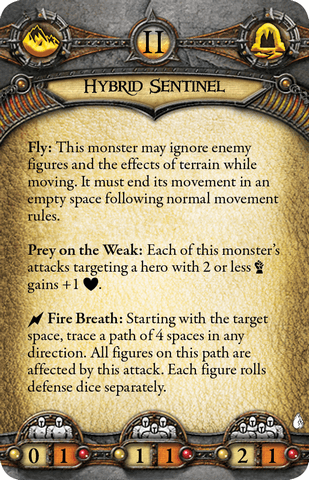 II
Hybrid Sentinel
Fly: This monster may ignore enemy
figures and the effects of terrain while
moving. It must end its movement in an
empty space following normal movement
rules.
Prey on the Weak: Each of this monster's
attacks targeting a hero with 2 or less
gains +1 ♥.
Fire Breath: Starting with the target
space, trace a path of 4 spaces in any
direction. All figures on this path are
affected by this attack. Each figure rolls
defense dice separately.
0 1 1 1 2 1